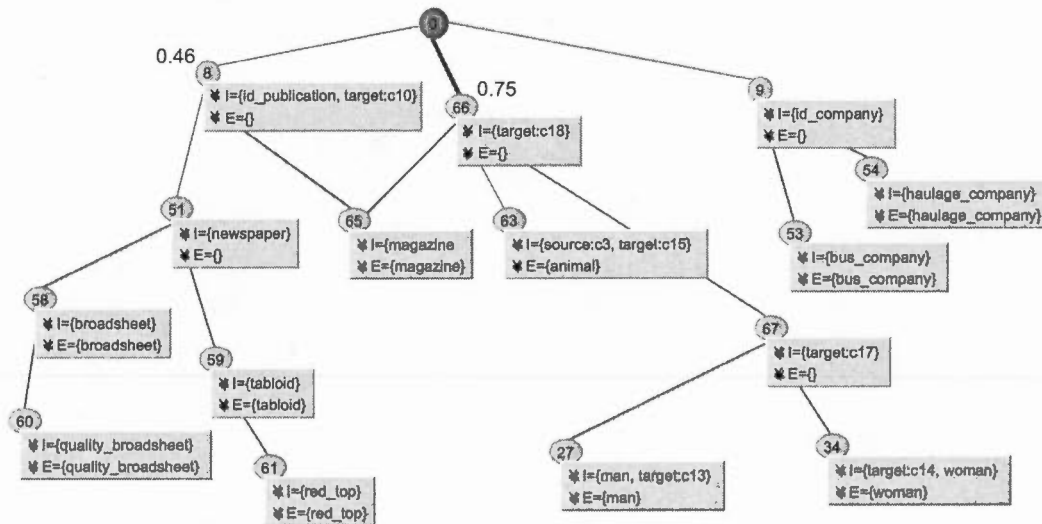 0.46
8
I={id_publication, target:c10}
E={}
66
0.75
I={target:c18}
E={}
9
I={id_company}
E={}
54
I={haulage_company}
E={haulage_company}
53
I={bus_company}
E={bus_company}
51
I={newspaper}
E={}
65
I={magazine
E={magazine}
63
I={source:c3, target:c15}
E={animal}
58
I={broadsheet}
E={broadsheet}
59
I={tabloid}
E={tabloid}
67
I={target:c17}
E={}
60
I={quality_broadsheet}
E={quality_broadsheet}
61
I={red_top}
E={red_top}
27
I={man, target:c13}
E={man}
34
I={target:c14, woman}
E={woman}